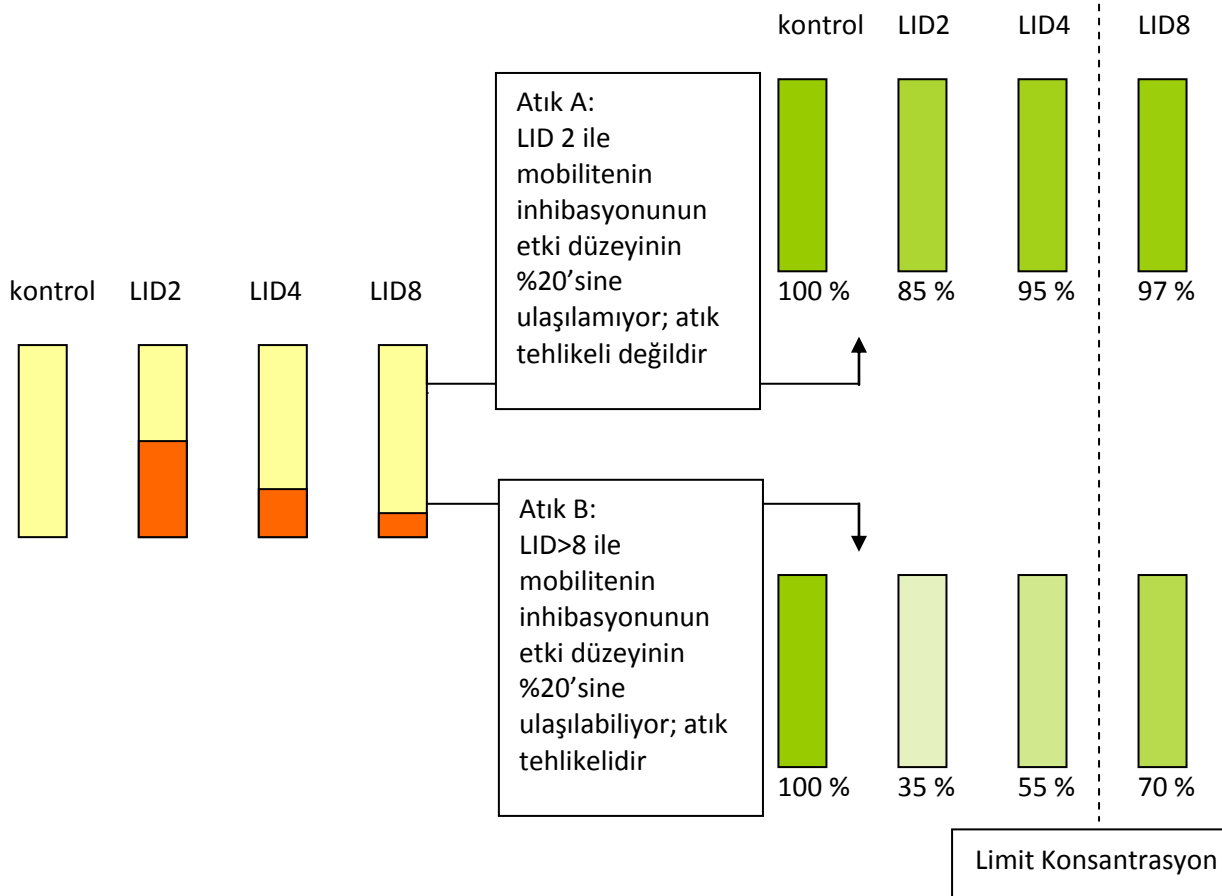 kontrol LID2 LID4 LID8
Atık A:
LID 2 ile
mobilitenin
inhibasyonunun
etki düzeyinin
%20’sine
ulaşılamıyor; atık
tehlikeli değildir
100 % 85 % 95 % 97 %
kontrol LID2 LID4 LID8
Atık B:
LID>8 ile
mobilitenin
inhibasyonunun
etki düzeyinin
%20’sine
ulaşılabiliyor; atık
tehlikelidir
100 % 35 % 55 % 70 %
Limit Konsantrasyon